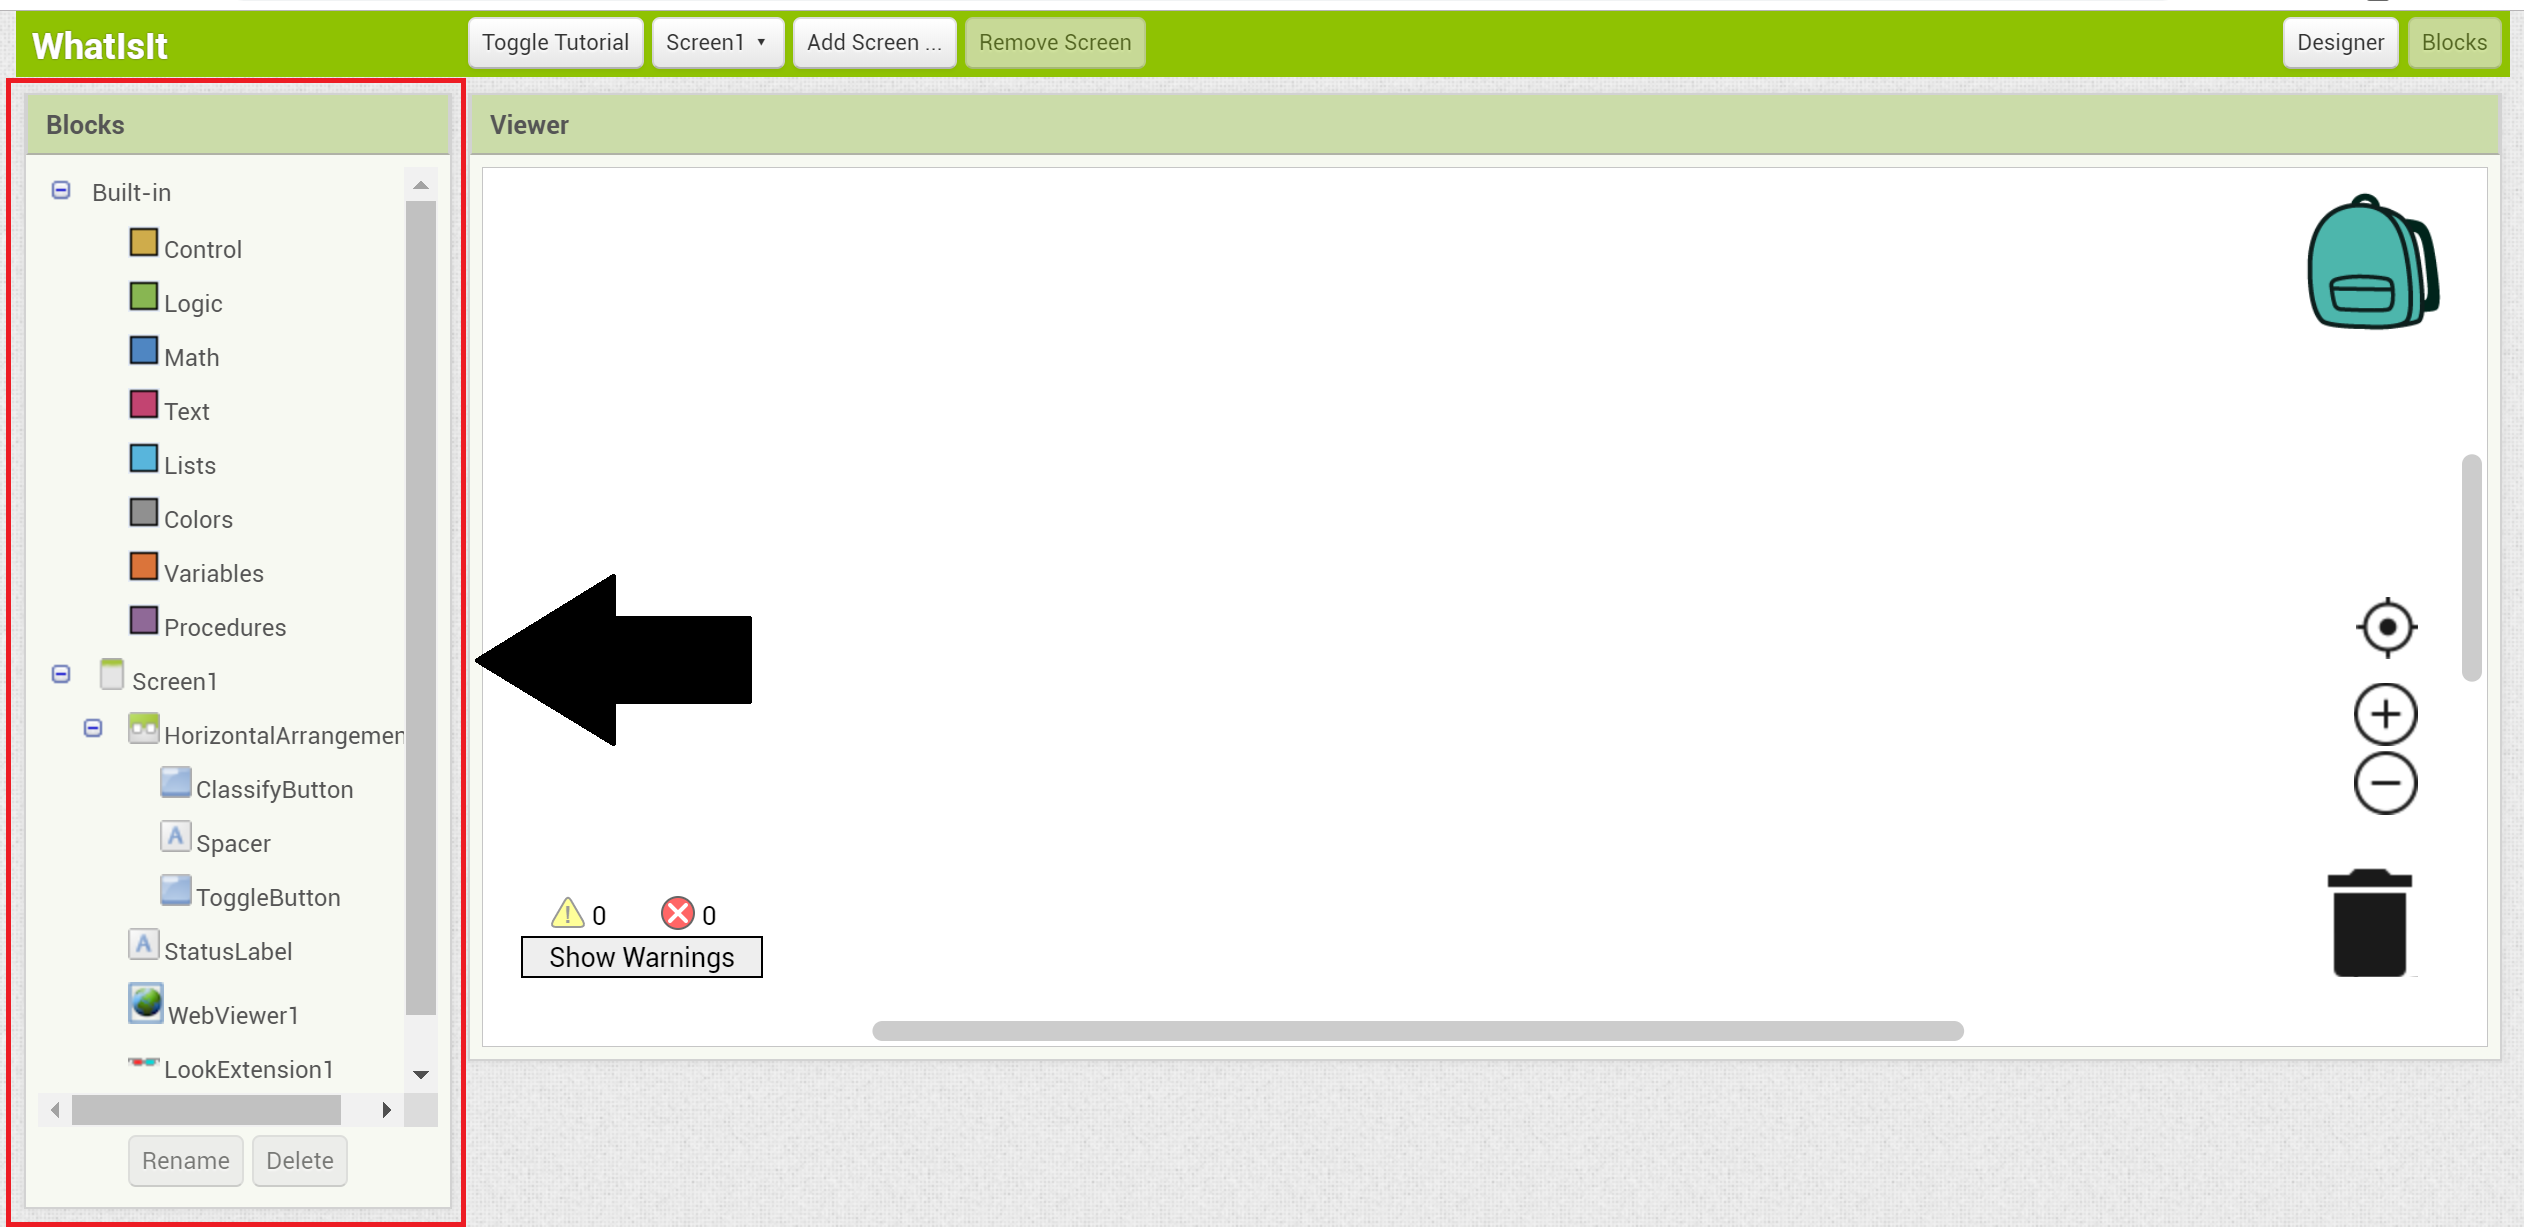 WhatIsIt
Toggle Tutorial Screen1 Add Screen ... Remove Screen
Designer Blocks
Blocks
Built-in
Control
Logic
Math
Text
Lists
Colors
Variables
Procedures
Screen1
HorizontalArrangemen
ClassifyButton
A Spacer
ToggleButton
A StatusLabel
WebViewer1
LookExtension1
Rename Delete
Viewer
0 0
Show Warnings